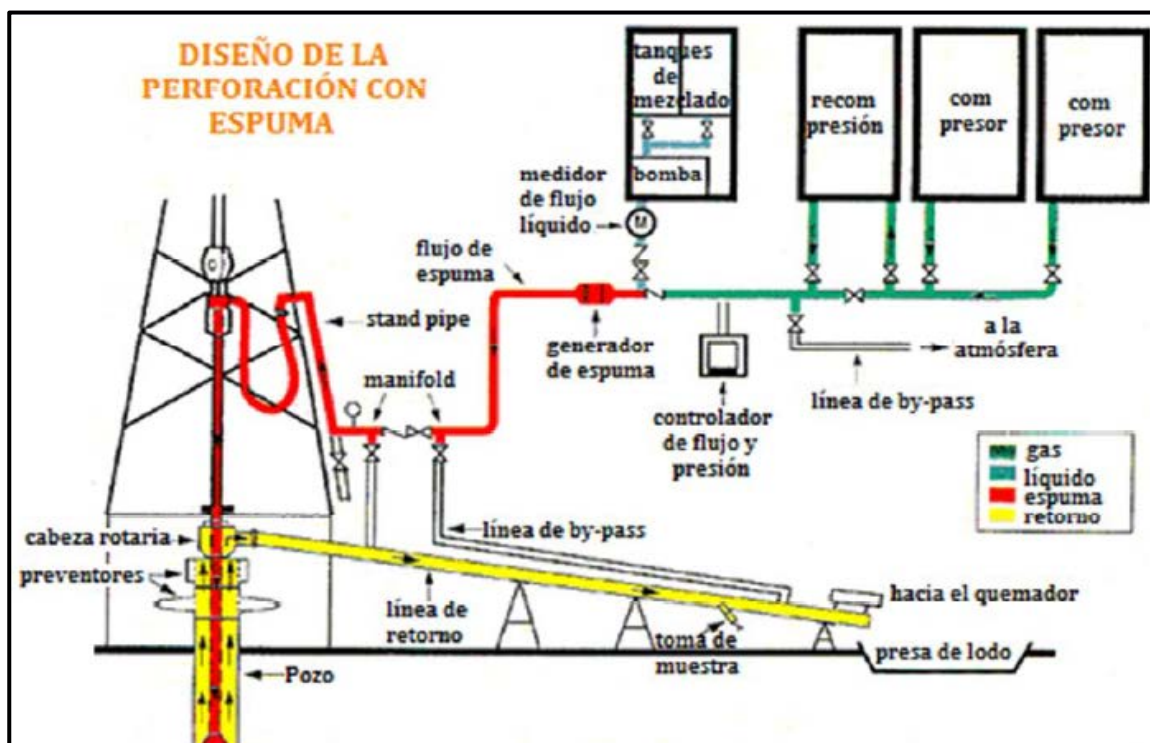 DISEÑO DE LA
PERFORACIÓN CON
ESPUMA
tanques
de
mezclado
bomba
recom
presión
com
presor
com
presor
medidor
de flujo
líquido
M
flujo de
espuma
stand pipe
generador
de espuma
manifold
controlador
de flujo y
presión
a la
atmósfera
línea de by-pass
gas
líquido
espuma
retorno
cabeza rotaria
preventores
línea de by-pass
línea de
retorno
toma de
muestra
hacia el quemador
presa de lodo
Pozo